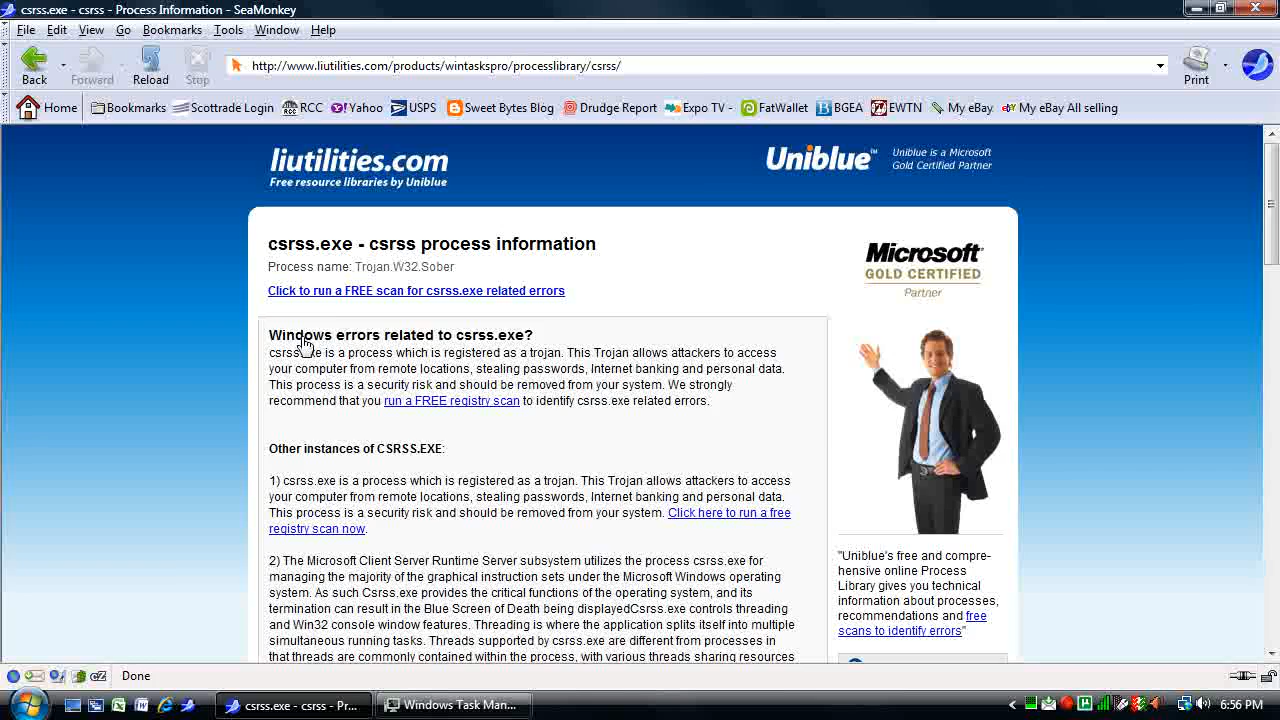 csrss.exe - csrss - Process Information - SeaMonkey
File Edit View Go Bookmarks Tools Window Help
Back Forward Reload Stop http://www.liutilities.com/products/wintaskspro/processlibrary/csrss/ Print
Home Bookmarks Scottrade Login RCC Yahoo USPS Sweet Bytes Blog Drudge Report Expo TV - FatWallet BGEA EWTN My eBay My eBay All selling
liutilities.com
Free resource libraries by Uniblue
Uniblue™
Uniblue is a Microsoft
Gold Certified Partner
csrss.exe - csrss process information
Process name: Trojan.W32.Sober
Click to run a FREE scan for csrss.exe related errors
Windows errors related to csrss.exe?
csrss.exe is a process which is registered as a trojan. This Trojan allows attackers to access
your computer from remote locations, stealing passwords, Internet banking and personal data.
This process is a security risk and should be removed from your system. We strongly
recommend that you run a FREE registry scan to identify csrss.exe related errors.
Other instances of CSRSS.EXE:
1) csrss.exe is a process which is registered as a trojan. This Trojan allows attackers to access
your computer from remote locations, stealing passwords, Internet banking and personal data.
This process is a security risk and should be removed from your system. Click here to run a free
registry scan now.
2) The Microsoft Client Server Runtime Server subsystem utilizes the process csrss.exe for
managing the majority of the graphical instruction sets under the Microsoft Windows operating
system. As such Csrss.exe provides the critical functions of the operating system, and its
termination can result in the Blue Screen of Death being displayedCsrss.exe controls threading
and Win32 console window features. Threading is where the application splits itself into multiple
simultaneous running tasks. Threads supported by csrss.exe are different from processes in
that threads are commonly contained within the process, with various threads sharing resources
Microsoft
GOLD CERTIFIED
Partner
"Uniblue's free and compre-
hensive online Process
Library gives you technical
information about processes,
recommendations and free
scans to identify errors"
Done
csrss.exe - csrss - Pr...
Windows Task Man...
6:56 PM